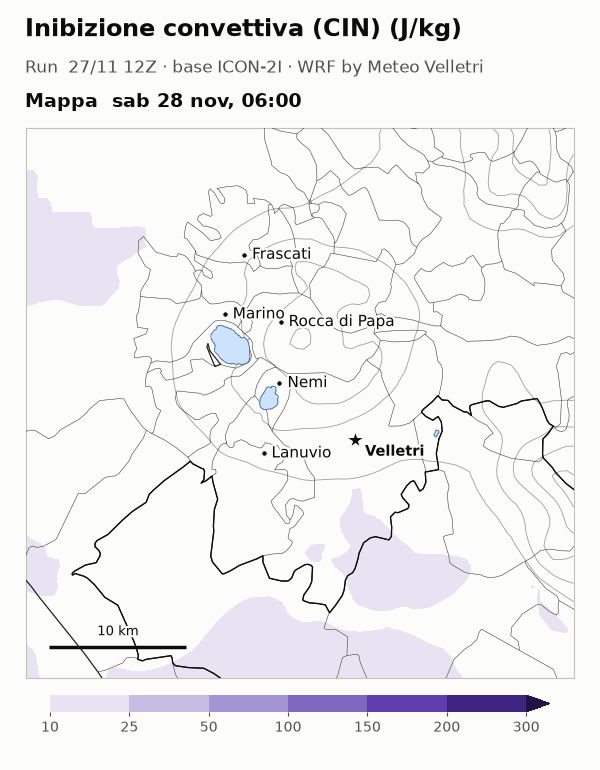 Inibizione convettiva (CIN) (J/kg)
Run  27/11 12Z · base ICON-2I · WRF by Meteo Velletri
Mappa  sab 28 nov, 06:00
Frascati
Marino
Rocca di Papa
Nemi
Velletri
Lanuvio
10 km
10 25 50 100 150 200 300